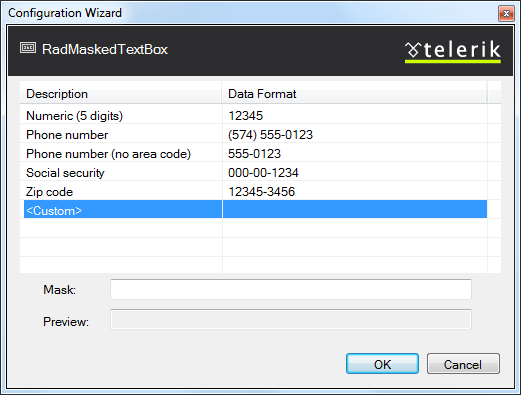 Configuration Wizard
RadMaskedTextBox telerik
Description Data Format
Numeric (5 digits) 12345
Phone number (574) 555-0123
Phone number (no area code) 555-0123
Social security 000-00-1234
Zip code 12345-3456
<Custom>
Mask:
Preview:
OK Cancel